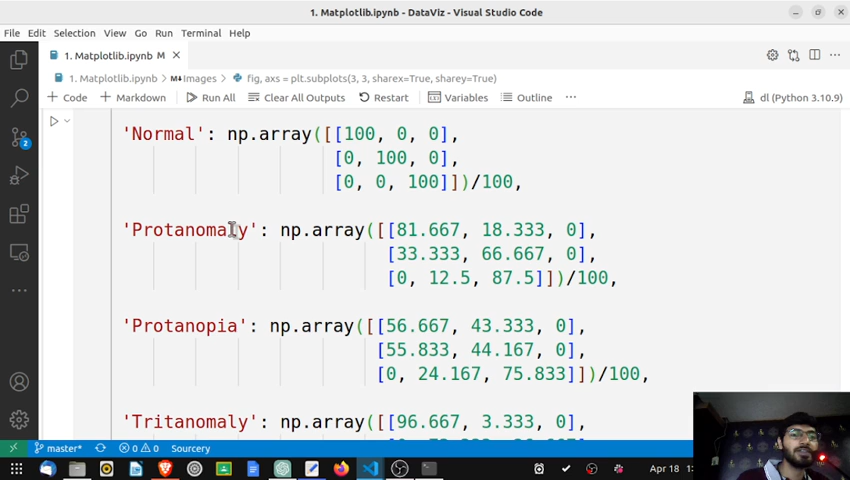 1. Matplotlib.ipynb - DataViz - Visual Studio Code
File Edit Selection View Go Run Terminal Help
1. Matplotlib.ipynb M
1. Matplotlib.ipynb > M↓Images > fig, axs = plt.subplots(3, 3, sharex=True, sharey=True)
+ Code + Markdown Run All Clear All Outputs Restart Variables Outline ... dl (Python 3.10.9)
'Normal': np.array([[100, 0, 0],
[0, 100, 0],
[0, 0, 100]])/100,
'Protanomaly': np.array([[81.667, 18.333, 0],
[33.333, 66.667, 0],
[0, 12.5, 87.5]])/100,
'Protanopia': np.array([[56.667, 43.333, 0],
[55.833, 44.167, 0],
[0, 24.167, 75.833]])/100,
'Tritanomaly': np.array([[96.667, 3.333, 0],
2
master* 0 0 Sourcery
Apr 18